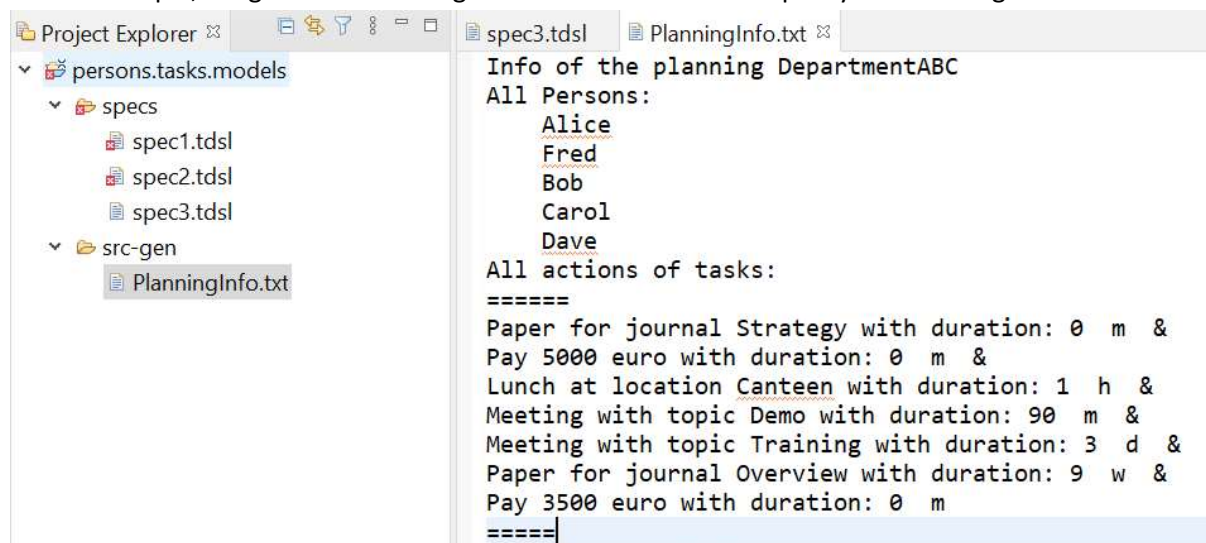 Project Explorer
persons.tasks.models
specs
spec1.tdsl
spec2.tdsl
spec3.tdsl
src-gen
PlanningInfo.txt
spec3.tdsl PlanningInfo.txt
Info of the planning DepartmentABC
All Persons:
Alice
Fred
Bob
Carol
Dave
All actions of tasks:
======
Paper for journal Strategy with duration: 0 m &
Pay 5000 euro with duration: 0 m &
Lunch at location Canteen with duration: 1 h &
Meeting with topic Demo with duration: 90 m &
Meeting with topic Training with duration: 3 d &
Paper for journal Overview with duration: 9 w &
Pay 3500 euro with duration: 0 m
=====